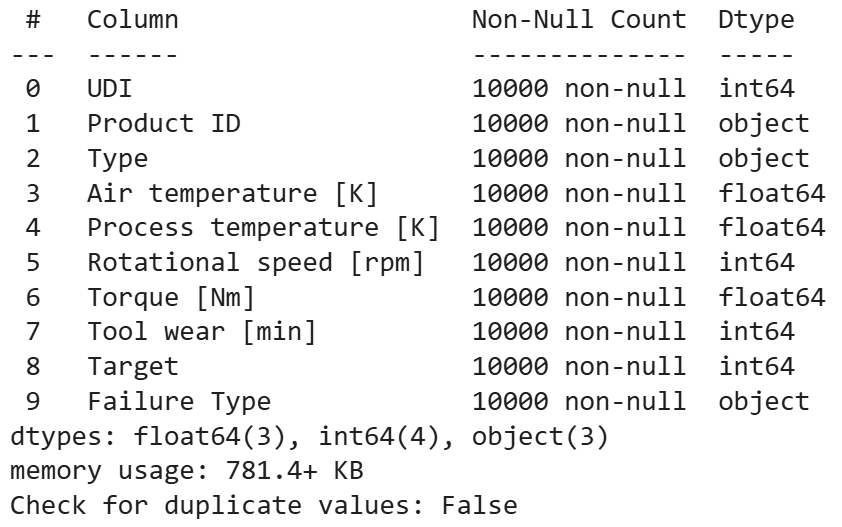 #   Column                   Non-Null Count  Dtype
---  ------                   --------------  -----
0   UDI                      10000 non-null  int64
1   Product ID               10000 non-null  object
2   Type                     10000 non-null  object
3   Air temperature [K]      10000 non-null  float64
4   Process temperature [K]  10000 non-null  float64
5   Rotational speed [rpm]   10000 non-null  int64
6   Torque [Nm]              10000 non-null  float64
7   Tool wear [min]          10000 non-null  int64
8   Target                   10000 non-null  int64
9   Failure Type             10000 non-null  object
dtypes: float64(3), int64(4), object(3)
memory usage: 781.4+ KB
Check for duplicate values: False